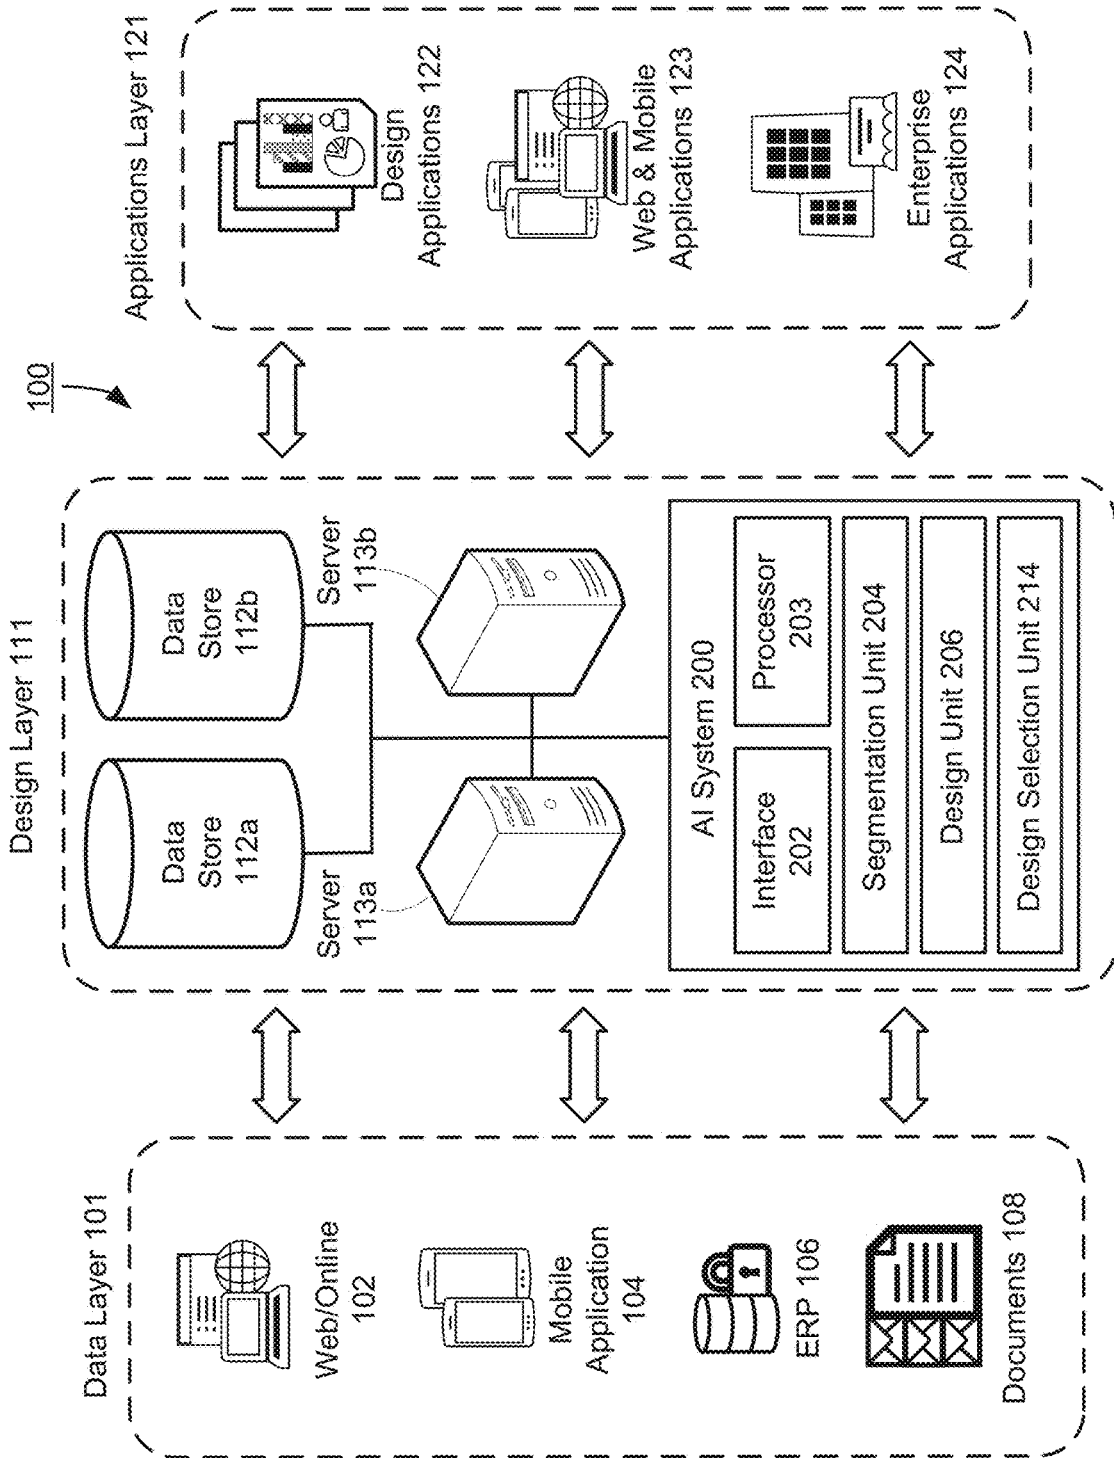 100
Data Layer 101
Web/Online
102
Mobile
Application
104
ERP 106
Documents 108
Design Layer 111
Data
Store
112a
Data
Store
112b
Server
113a
Server
113b
AI System 200
Interface
202
Processor
203
Segmentation Unit 204
Design Unit 206
Design Selection Unit 214
Applications Layer 121
Design
Applications 122
Web & Mobile
Applications 123
Enterprise
Applications 124